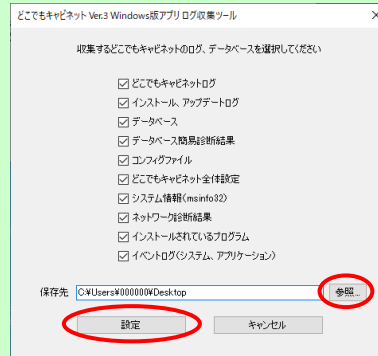 どこでもキャビネット Ver.3 Windows版アプリ ログ収集ツール
収集するどこでもキャビネットのログ、データベースを選択してください
どこでもキャビネットログ
インストール、アップデートログ
データベース
データベース簡易診断結果
コンフィグファイル
どこでもキャビネット全体設定
システム情報(msinfo32)
ネットワーク診断結果
インストールされているプログラム
イベントログ(システム、アプリケーション)
保存先 C:¥Users¥000000¥Desktop 参照...
設定 キャンセル